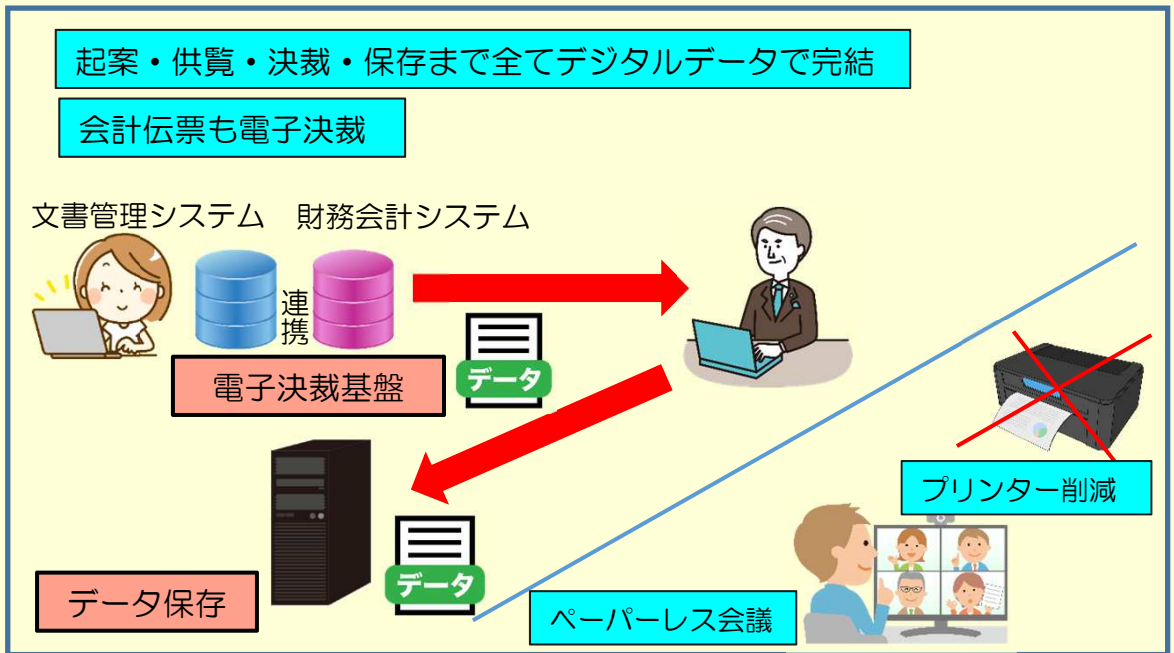 起案・供覧・決裁・保存まで全てデジタルデータで完結
会計伝票も電子決裁
文書管理システム
財務会計システム
連携
電子決裁基盤
データ
プリンター削減
データ
データ保存
ペーパーレス会議